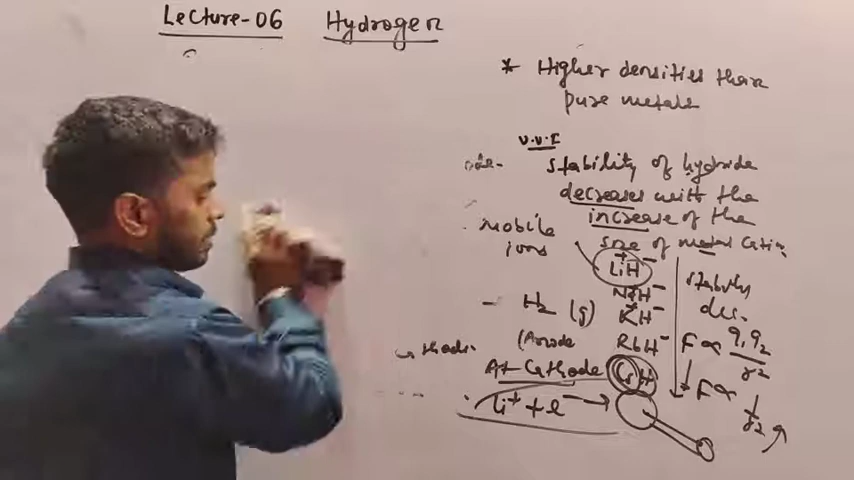 Lecture-06 Hydrogen
* Higher densities than
pure metals
v.v.I
stability of hydride
decreases with the
increase of the
size of metal Cation
Mobile
ions
LiH
NaH
KH
RbH
CsH
stability
dec.
- H2 (g)
(Anode
At Cathode
Li+ + e- →
F ∝ q1 q2 / r2
F ∝ 1 / r2